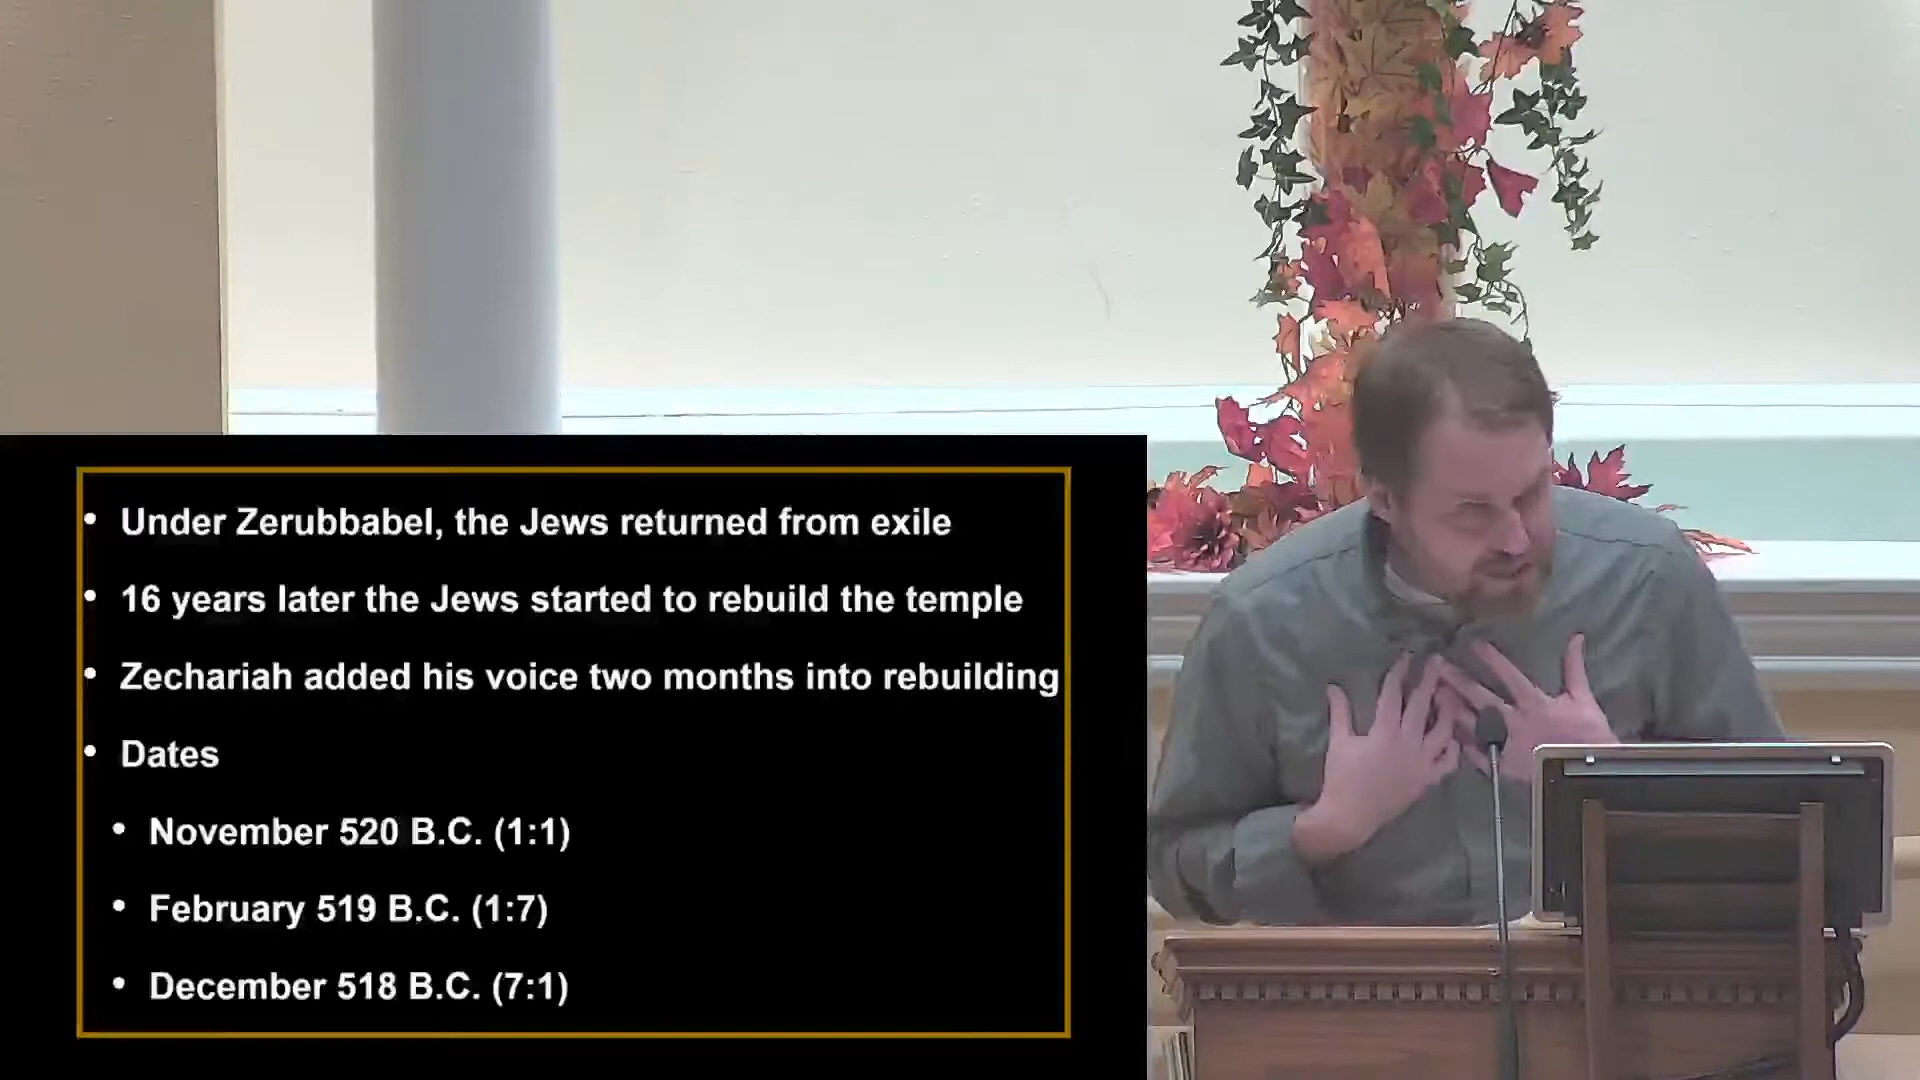 • Under Zerubbabel, the Jews returned from exile
• 16 years later the Jews started to rebuild the temple
• Zechariah added his voice two months into rebuilding
• Dates
• November 520 B.C. (1:1)
• February 519 B.C. (1:7)
• December 518 B.C. (7:1)